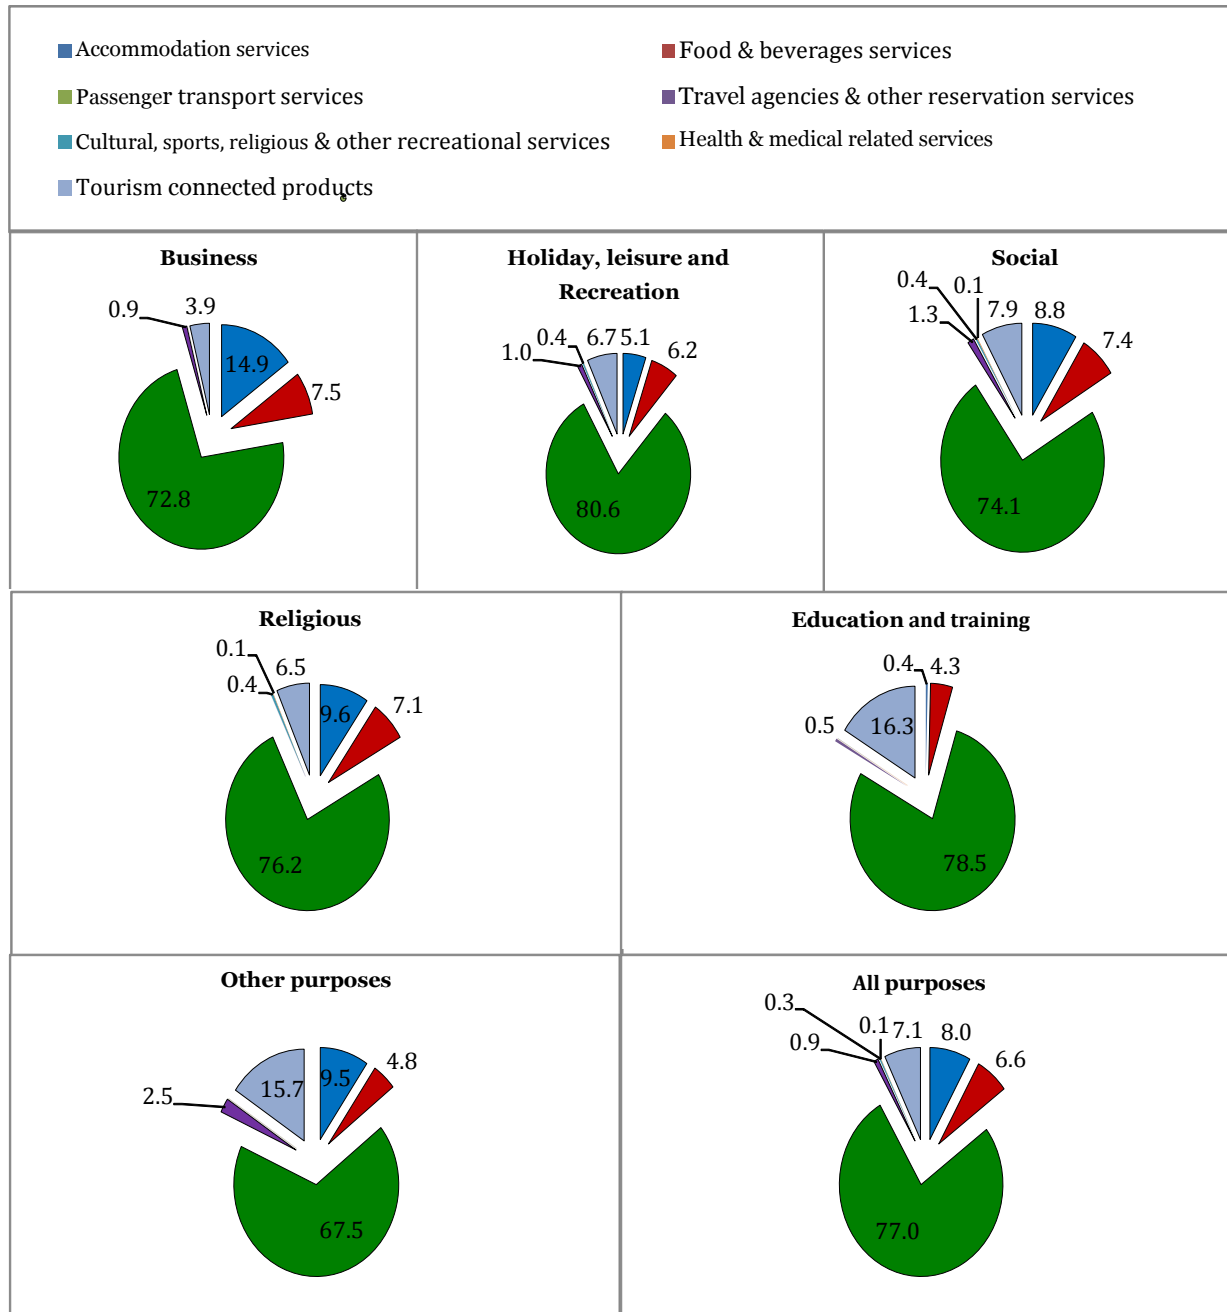 Accommodation services
Food & beverages services
Passenger transport services
Travel agencies & other reservation services
Cultural, sports, religious & other recreational services
Health & medical related services
Tourism connected products
Business
0.9
3.9
14.9
7.5
72.8
Holiday, leisure and
Recreation
0.4
1.0
6.7
5.1
6.2
80.6
Social
0.4
0.1
1.3
7.9
8.8
7.4
74.1
Religious
0.1
0.4
6.5
9.6
7.1
76.2
Education and training
0.4
4.3
0.5
16.3
78.5
Other purposes
2.5
15.7
9.5
4.8
67.5
All purposes
0.3
0.9
0.1
7.1
8.0
6.6
77.0